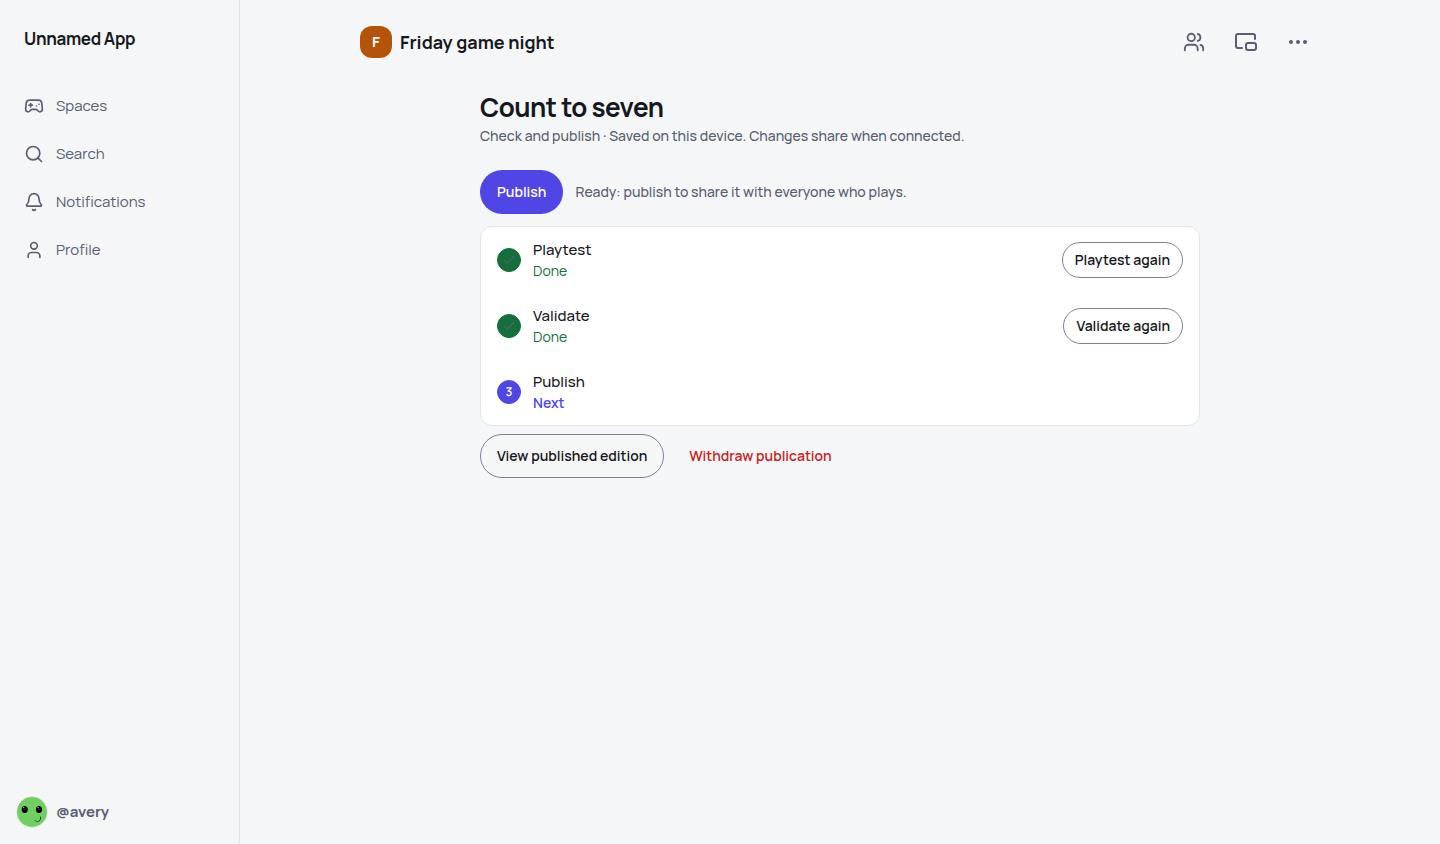 Unnamed App
Spaces
Search
Notifications
Profile
@avery
F Friday game night
Count to seven
Check and publish · Saved on this device. Changes share when connected.
Publish Ready: publish to share it with everyone who plays.
Playtest
Done
Playtest again
Validate
Done
Validate again
3 Publish
Next
View published edition Withdraw publication